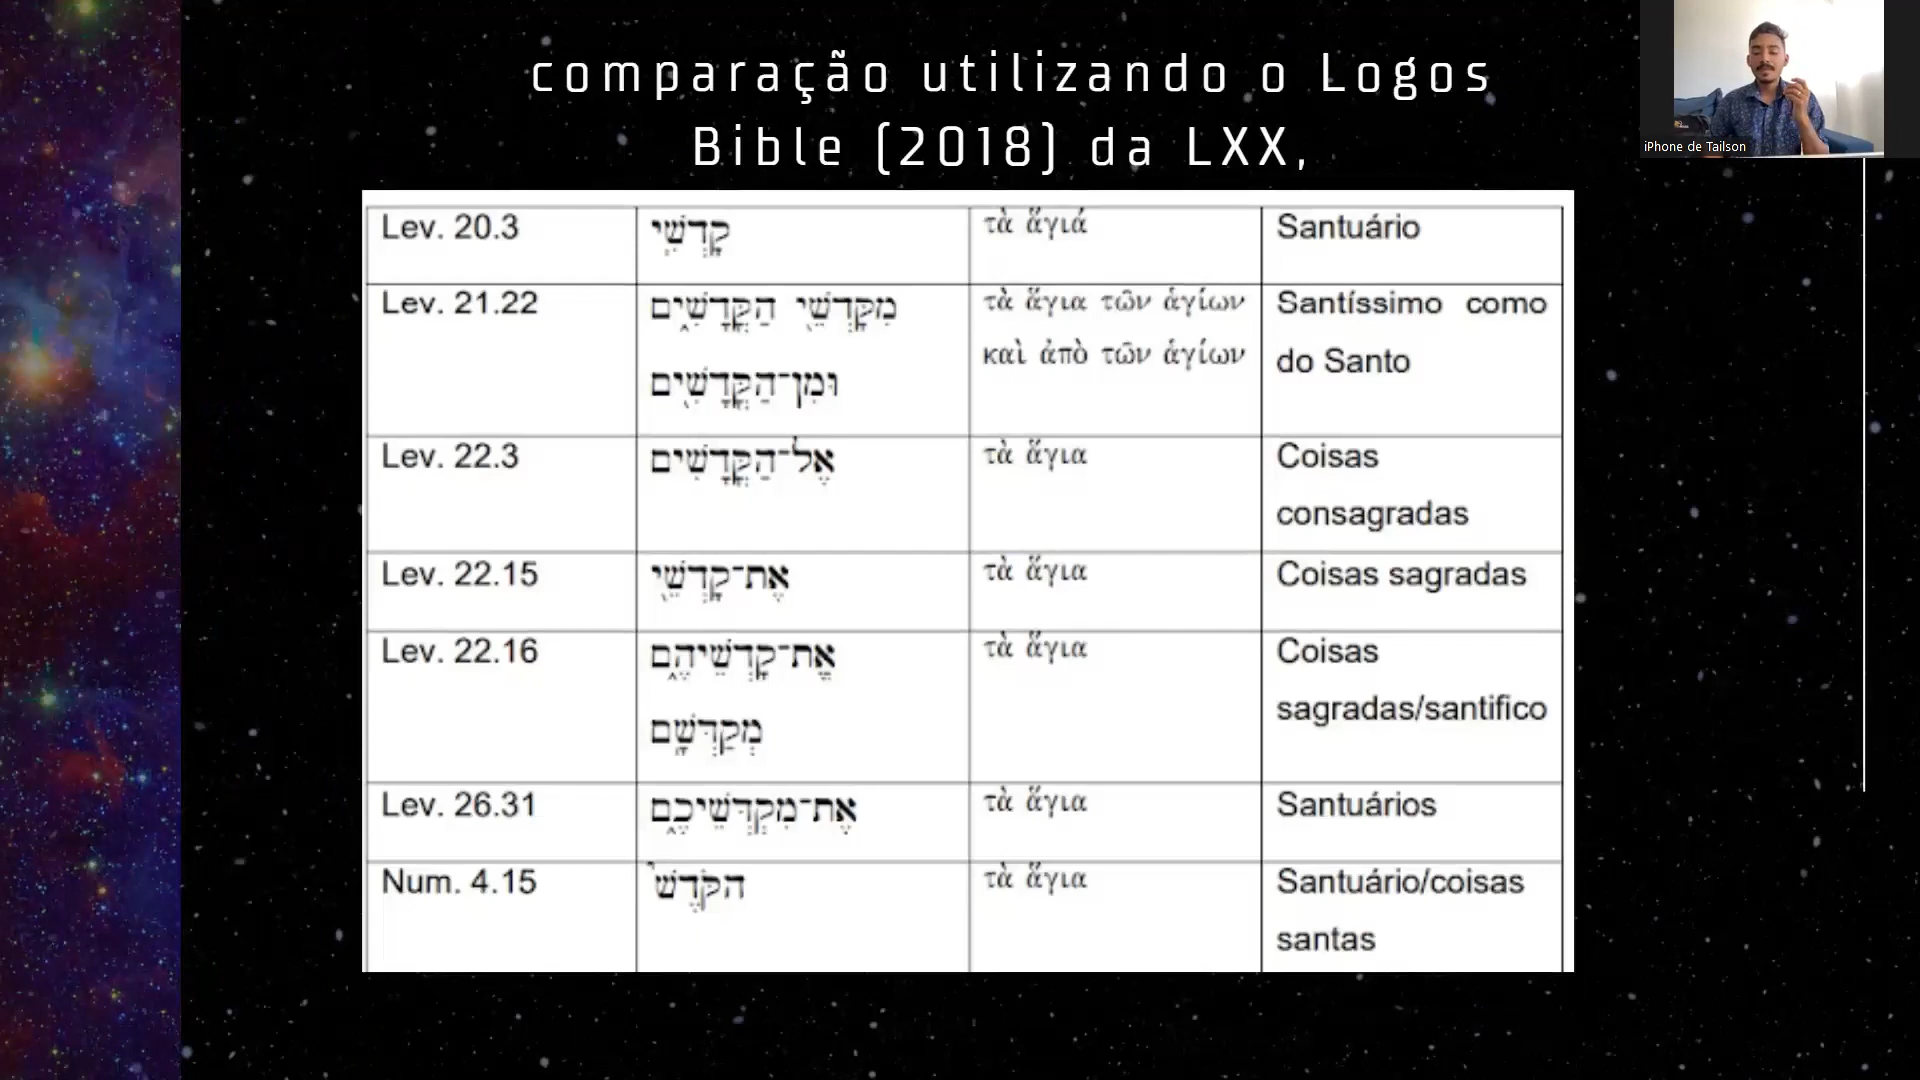 comparação utilizando o Logos
Bible (2018) da LXX,
iPhone de Tailson
Lev. 20.3 קָדְשִֽׁי τὰ ἅγιά Santuário
Lev. 21.22 מִקָּדְשֵׁ֖י הַקֳּדָשִׁ֑ים τὰ ἅγια τῶν ἁγίων Santíssimo como
וּמִן־הַקֳּדָשִׁ֖ים καὶ ἀπὸ τῶν ἁγίων do Santo
Lev. 22.3 אֶל־הַקֳּדָשִׁים֙ τὰ ἅγια Coisas
consagradas
Lev. 22.15 אֶת־קָדְשֵׁ֖י τὰ ἅγια Coisas sagradas
Lev. 22.16 אֶת־קָדְשֵׁיהֶ֑ם τὰ ἅγια Coisas
מְקַדְּשָֽׁם sagradas/santifico
Lev. 26.31 אֶת־מִקְדְּשֵׁיכֶ֑ם τὰ ἅγια Santuários
Num. 4.15 הַקֹּדֶשׁ֮ τὰ ἅγια Santuário/coisas
santas